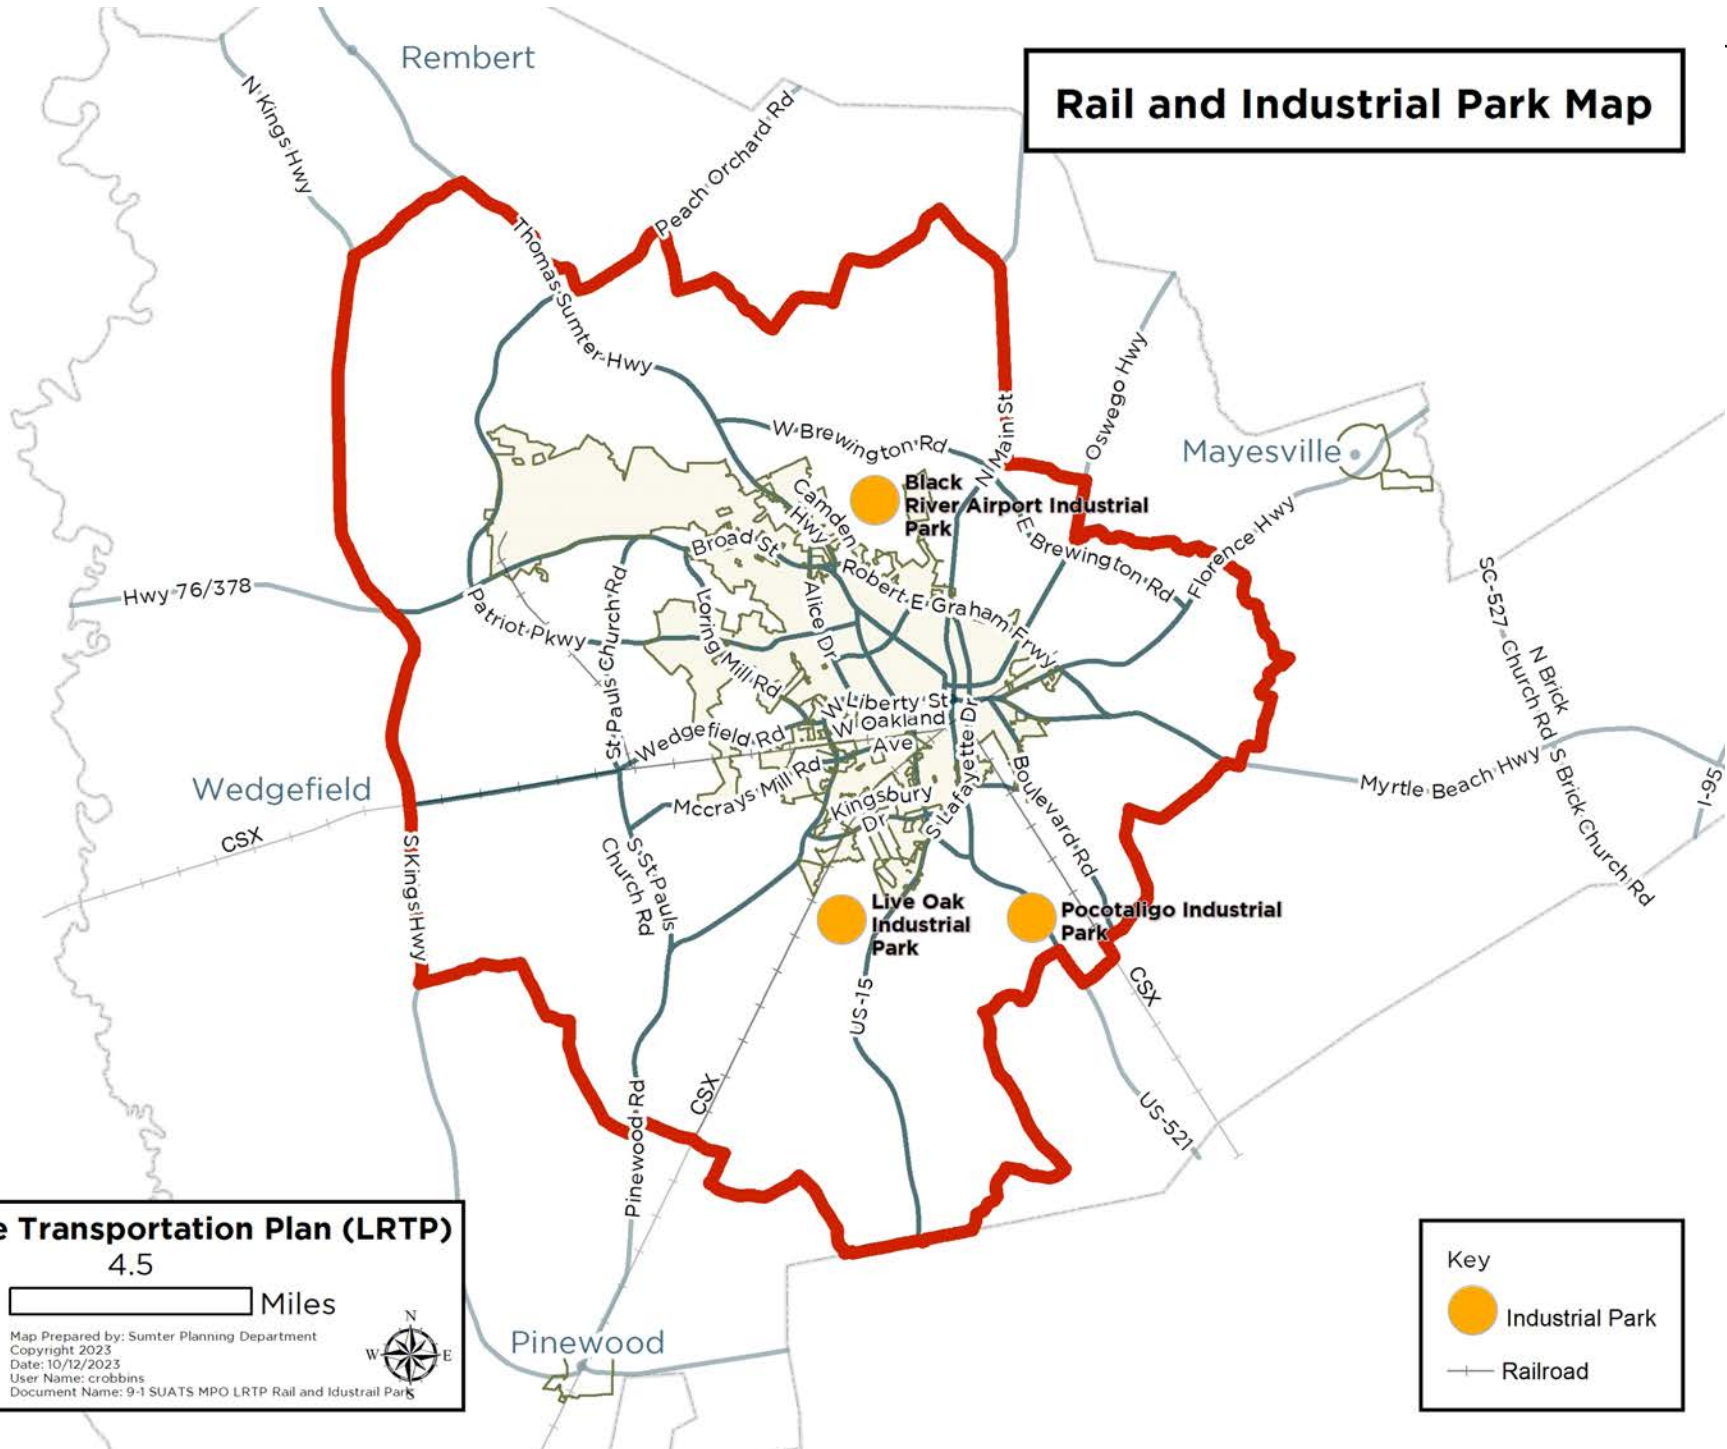 Rembert
Rail and Industrial Park Map
N Kings Hwy
Peach Orchard Rd
Thomas Sumter Hwy
Oswego Hwy
N Main St
W Brewington Rd
Mayesville
Black
River Airport Industrial
Park
Camden
Hwy
E Brewington Rd
Florence Hwy
Broad St
Robert E Graham Frwy
Hwy 76/378
Patriot Pkwy
St Pauls Church Rd
Loring Mill Rd
Alice Dr
SC-527 Church Rd
N Brick
S Brick Church Rd
W Liberty St
W Oakland
Ave
Wedgefield Rd
Mccrays Mill Rd
Kingsbury
Dr
S Lafayette Dr
Boulevard Rd
Myrtle Beach Hwy
I-95
Wedgefield
CSX
S Kings Hwy
S St Pauls
Church Rd
Live Oak
Industrial
Park
Pocotaligo Industrial
Park
CSX
US-15
CSX
US-521
Pinewood Rd
e Transportation Plan (LRTP)
4.5
Miles
Map Prepared by: Sumter Planning Department
Copyright 2023
Date: 10/12/2023
User Name: crobbins
Document Name: 9-1 SUATS MPO LRTP Rail and Idustrail Park
N
W
E
S
Pinewood
Key
Industrial Park
Railroad